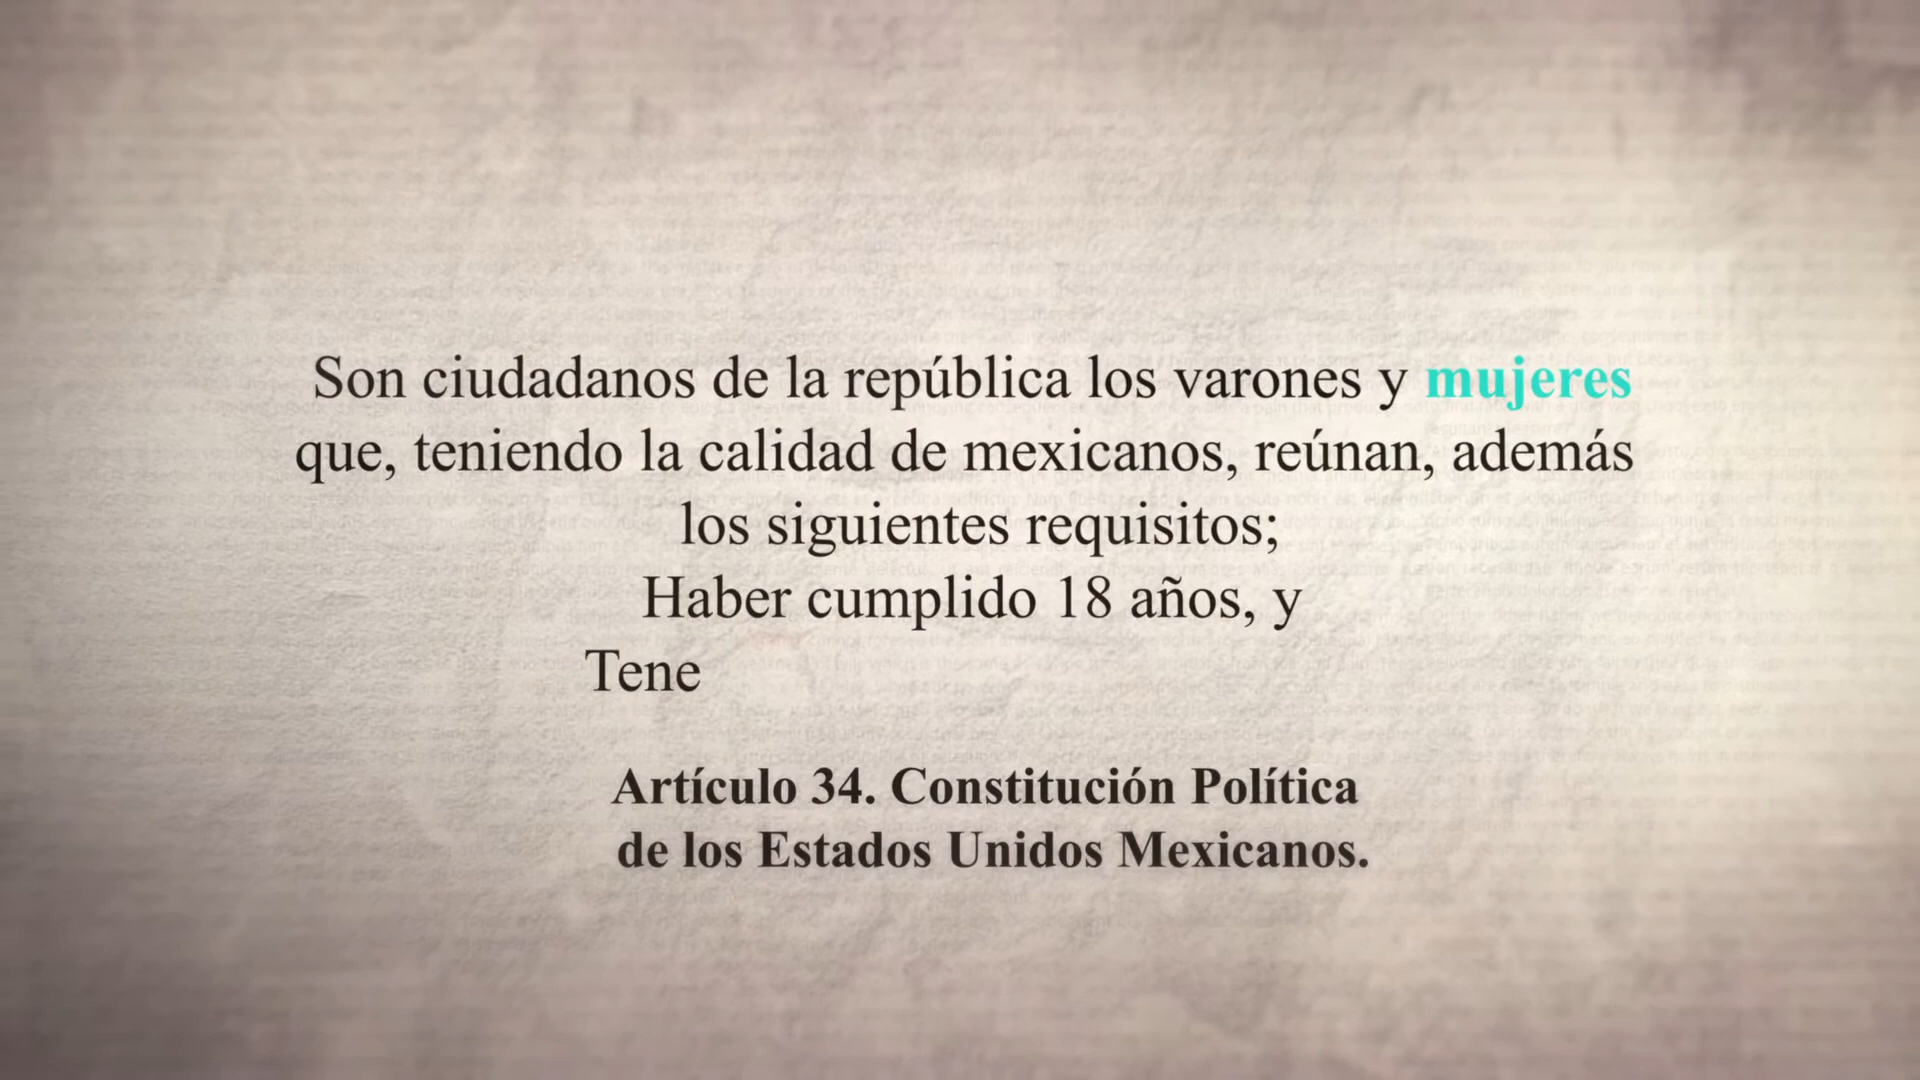 Son ciudadanos de la república los varones y mujeres
que, teniendo la calidad de mexicanos, reúnan, además
los siguientes requisitos;
Haber cumplido 18 años, y
Tene
Artículo 34. Constitución Política
de los Estados Unidos Mexicanos.